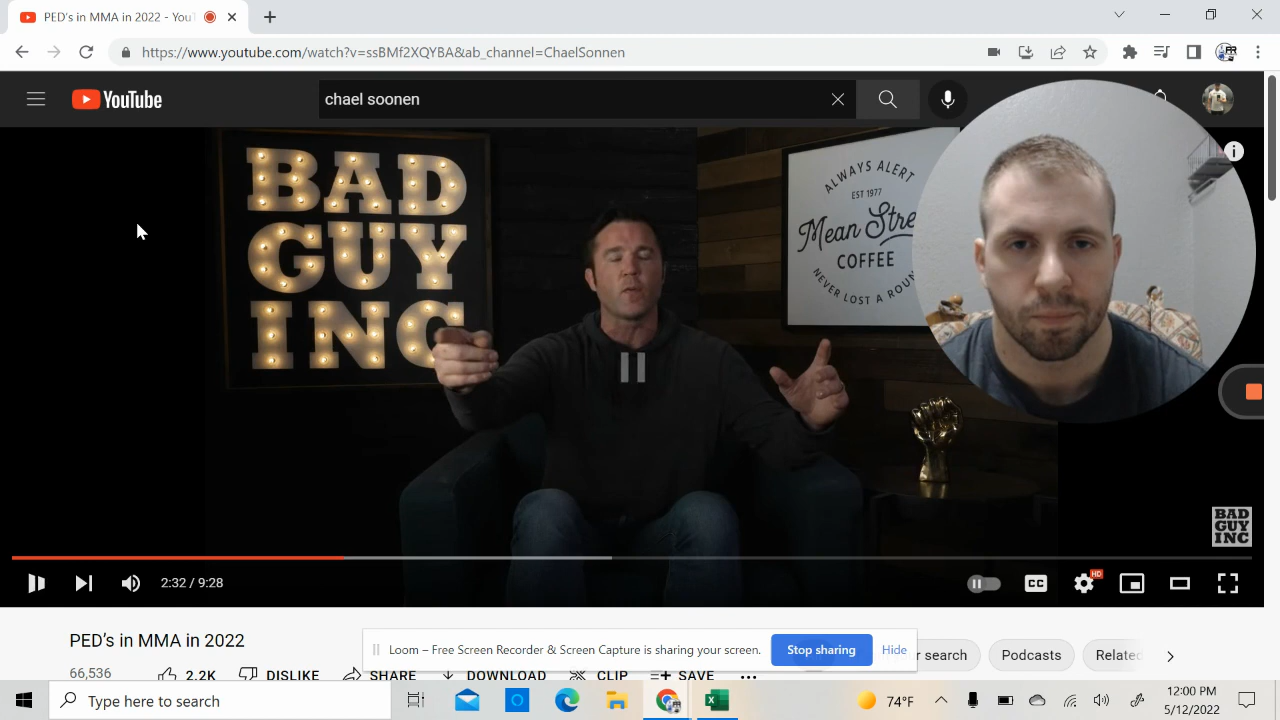 PED's in MMA in 2022 - You
https://www.youtube.com/watch?v=ssBMf2XQYBA&ab_channel=ChaelSonnen
YouTube
chael soonen
BAD
GUY
INC
ALWAYS ALERT
EST 1977
Mean Stre
COFFEE
NEVER LOST A ROUN
BAD
GUY
INC
2:32 / 9:28
CC
HD
PED's in MMA in 2022
66,536
2.2K
DISLIKE
SHARE
DOWNLOAD
CLIP
SAVE
Loom – Free Screen Recorder & Screen Capture is sharing your screen.
Stop sharing
Hide
r search
Podcasts
Related
Type here to search
74°F
12:00 PM
5/12/2022